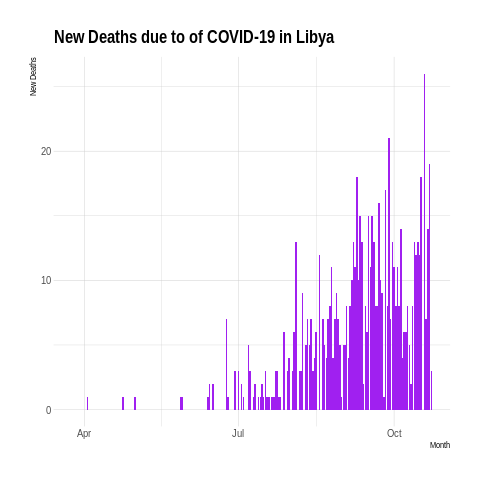 New Deaths due to of COVID-19 in Libya
New Deaths
20
10
0
Apr
Jul
Oct
Month